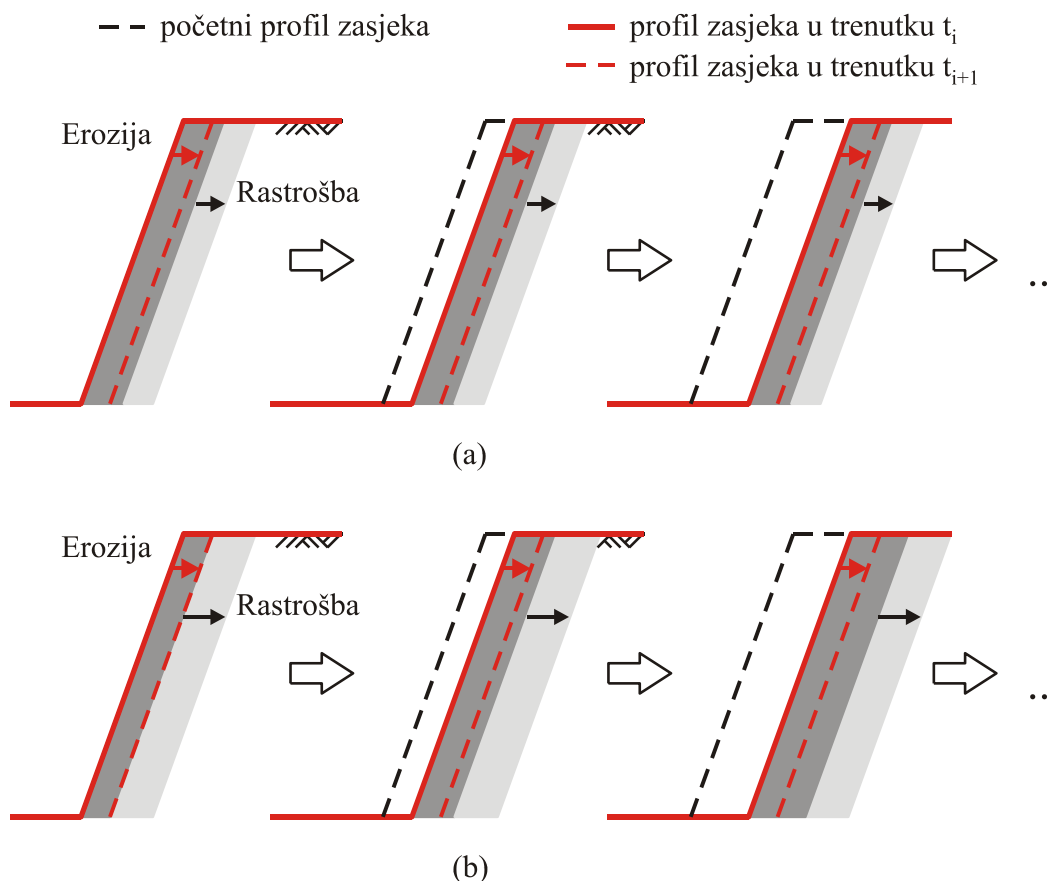 početni profil zasjeka
profil zasjeka u trenutku tᵢ
profil zasjeka u trenutku tᵢ₊₁
Erozija
Rastrošba
..
(a)
Erozija
Rastrošba
..
(b)